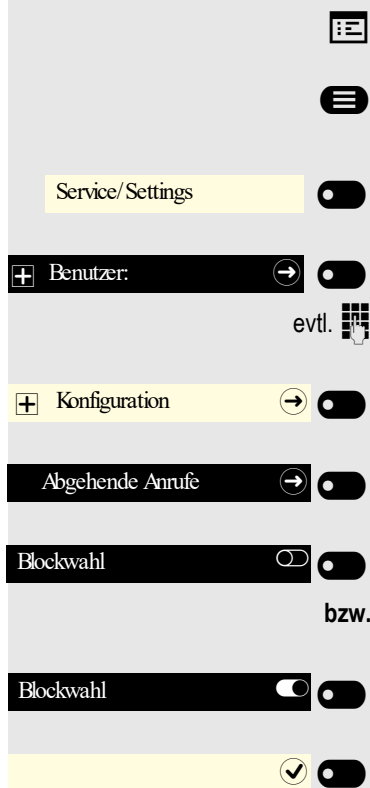 Service/Settings
Benutzer:
evtl.
Konfiguration
Abgehende Anrufe
Blockwahl
bzw.
Blockwahl